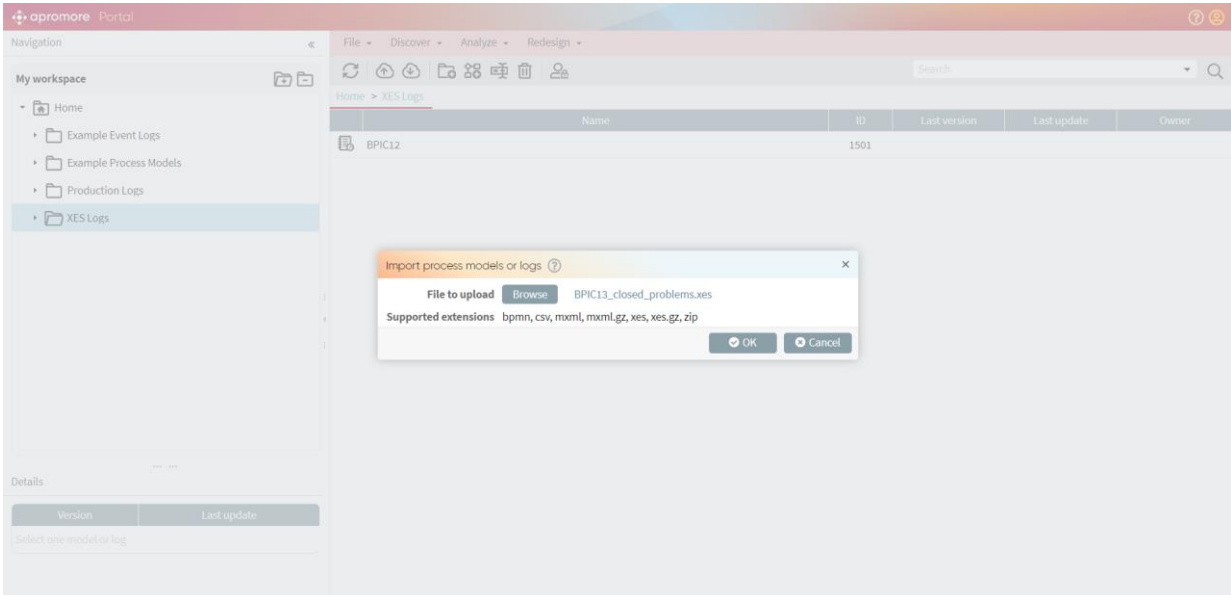 apromore Portal
Navigation
File Discover Analyze Redesign
My workspace
Search
Home > XES Logs
Home
Example Event Logs
Example Process Models
Production Logs
XES Logs
Name ID Last version Last update Owner
BPIC12 1501
Import process models or logs
File to upload Browse BPIC13_closed_problems.xes
Supported extensions bpmn, csv, mxml, mxml.gz, xes, xes.gz, zip
OK Cancel
Details
Version Last update
Select one model or log